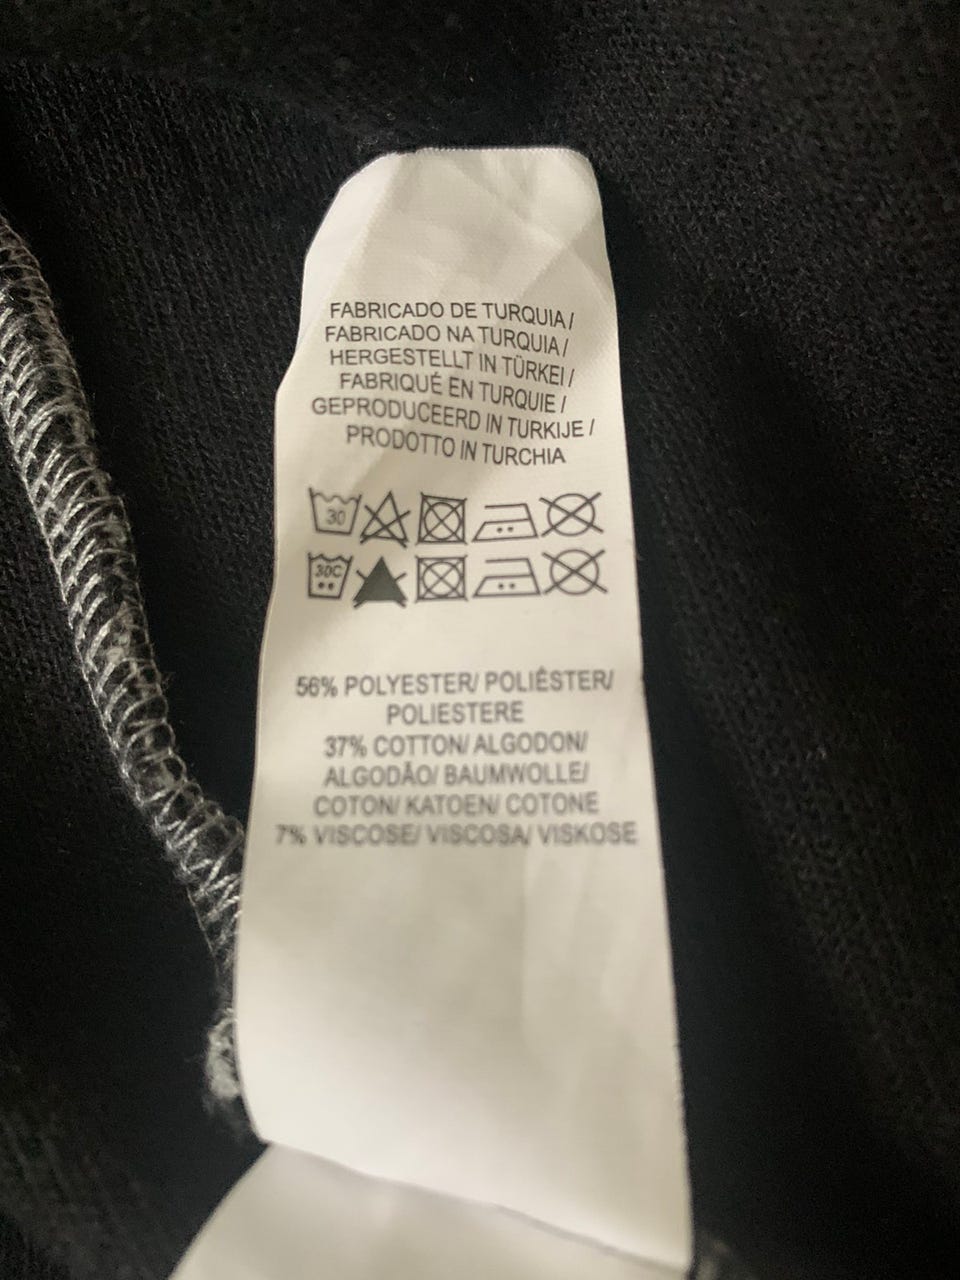 FABRICADO DE TURQUIA/
FABRICADO NA TURQUIA/
HERGESTELLT IN TÜRKEI/
FABRIQUÉ EN TURQUIE/
GEPRODUCEERD IN TURKIJE/
PRODOTTO IN TURCHIA
30
30C
56% POLYESTER/ POLIÉSTER/
POLIESTERE
37% COTTON/ ALGODON/
ALGODÃO/ BAUMWOLLE/
COTON/ KATOEN/ COTONE
7% VISCOSE/ VISCOSA/ VISKOSE